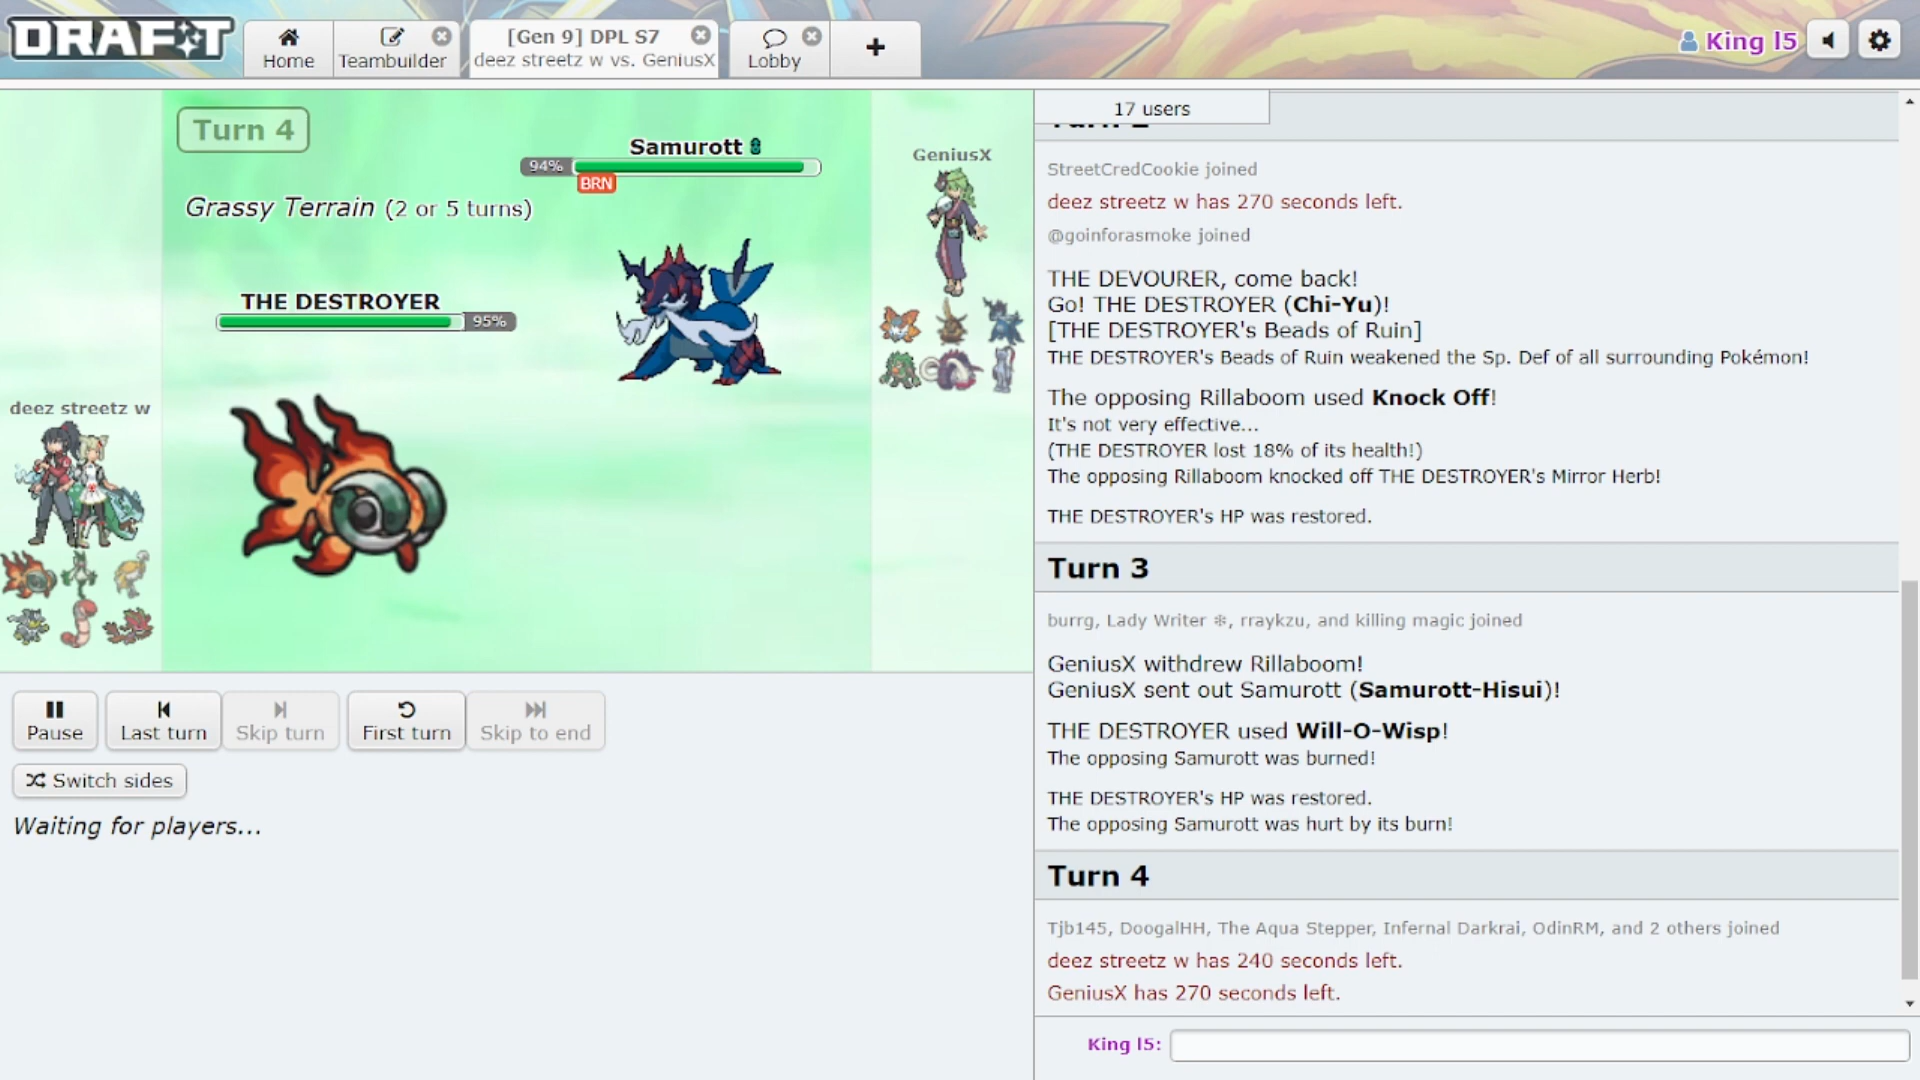 DRAFT
Home
Teambuilder
[Gen 9] DPL S7
deez streetz w vs. GeniusX
Lobby
King l5
Turn 4
Samurott
94%
BRN
Grassy Terrain (2 or 5 turns)
THE DESTROYER
95%
GeniusX
deez streetz w
Pause
Last turn
Skip turn
First turn
Skip to end
Switch sides
Waiting for players...
17 users
StreetCredCookie joined
deez streetz w has 270 seconds left.
@goinforasmoke joined
THE DEVOURER, come back!
Go! THE DESTROYER (Chi-Yu)!
[THE DESTROYER's Beads of Ruin]
THE DESTROYER's Beads of Ruin weakened the Sp. Def of all surrounding Pokémon!
The opposing Rillaboom used Knock Off!
It's not very effective...
(THE DESTROYER lost 18% of its health!)
The opposing Rillaboom knocked off THE DESTROYER's Mirror Herb!
THE DESTROYER's HP was restored.
Turn 3
burrg, Lady Writer ❄, rraykzu, and killing magic joined
GeniusX withdrew Rillaboom!
GeniusX sent out Samurott (Samurott-Hisui)!
THE DESTROYER used Will-O-Wisp!
The opposing Samurott was burned!
THE DESTROYER's HP was restored.
The opposing Samurott was hurt by its burn!
Turn 4
Tjb145, DoogalHH, The Aqua Stepper, Infernal Darkrai, OdinRM, and 2 others joined
deez streetz w has 240 seconds left.
GeniusX has 270 seconds left.
King l5: